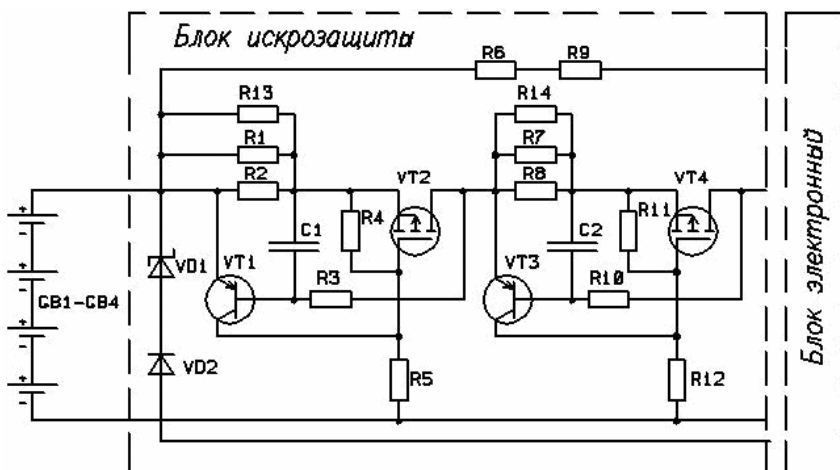 Блок искрозащиты
R6 R9
R13 R14
R1 R7
R2 VT2 R8 VT4
+
-
+
-
+
-
+
-
R4 R11
C1 C2
VD1 VT1 R3 VT3 R10
GB1-GB4
VD2 R5 R12
Блок электронный